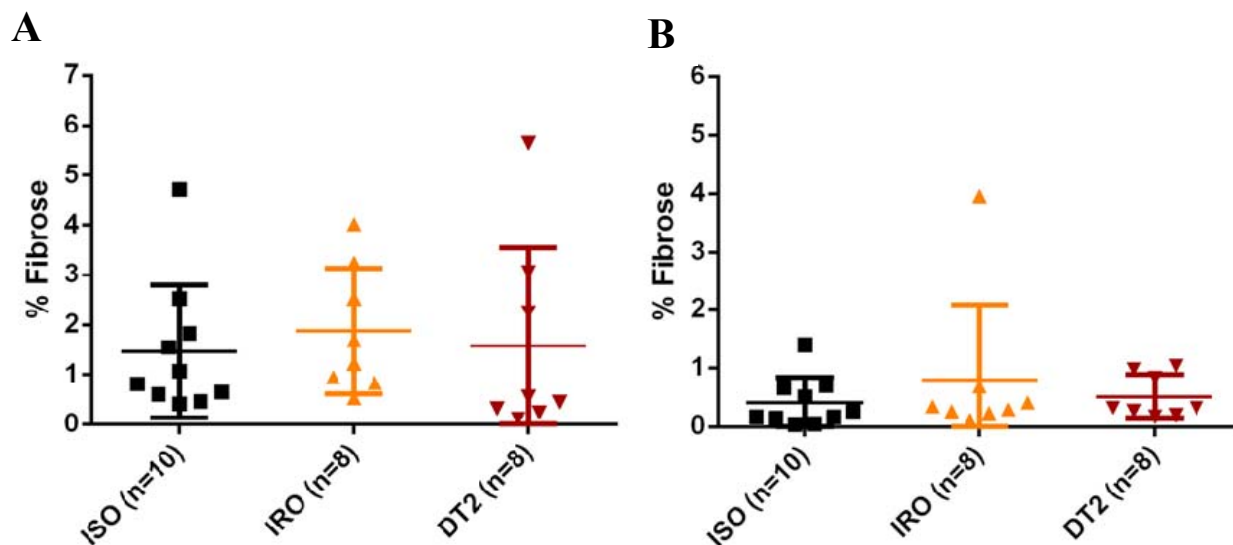 A
% Fibrose
7
6
5
4
3
2
1
0
ISO (n=10)
IRO (n=8)
DT2 (n=8)
B
% Fibrose
6
5
4
3
2
1
0
ISO (n=10)
IRO (n=8)
DT2 (n=8)